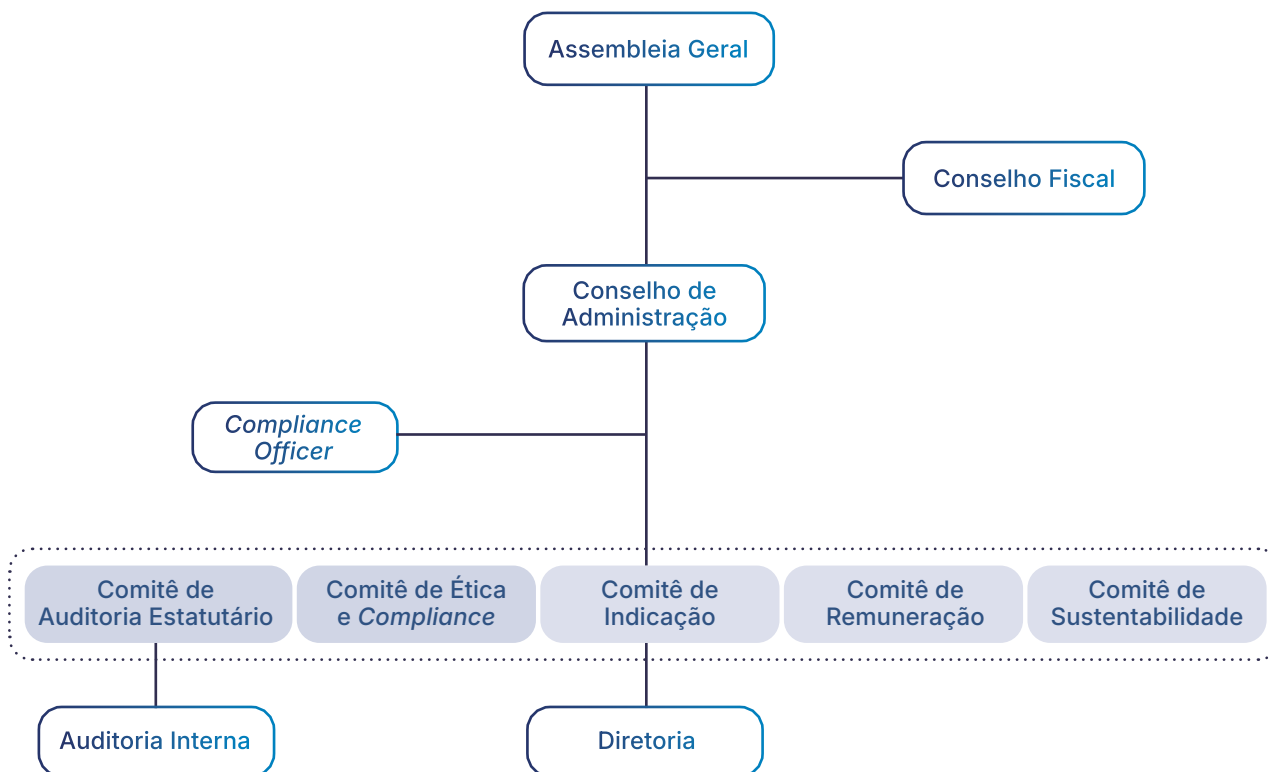 Assembleia Geral
Conselho Fiscal
Conselho de
Administração
Compliance
Officer
Comitê de
Auditoria Estatutário
Comitê de Ética
e Compliance
Comitê de
Indicação
Comitê de
Remuneração
Comitê de
Sustentabilidade
Auditoria Interna
Diretoria